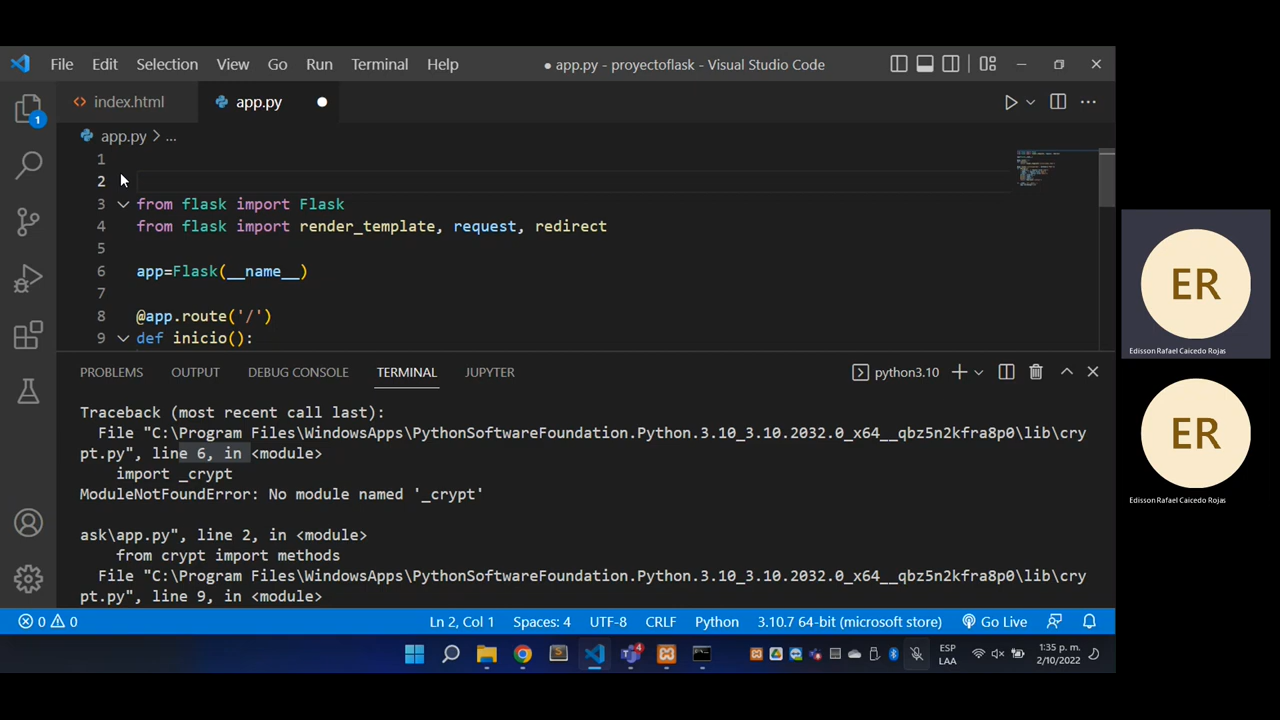 File Edit Selection View Go Run Terminal Help ● app.py - proyectoflask - Visual Studio Code
index.html app.py
app.py > ...
1
2
3 from flask import Flask
4 from flask import render_template, request, redirect
5
6 app=Flask(__name__)
7
8 @app.route('/')
9 def inicio():
PROBLEMS OUTPUT DEBUG CONSOLE TERMINAL JUPYTER python3.10
Traceback (most recent call last):
File "C:\Program Files\WindowsApps\PythonSoftwareFoundation.Python.3.10_3.10.2032.0_x64__qbz5n2kfra8p0\lib\cry
pt.py", line 6, in <module>
import _crypt
ModuleNotFoundError: No module named '_crypt'
ask\app.py", line 2, in <module>
from crypt import methods
File "C:\Program Files\WindowsApps\PythonSoftwareFoundation.Python.3.10_3.10.2032.0_x64__qbz5n2kfra8p0\lib\cry
pt.py", line 9, in <module>
0 0 Ln 2, Col 1 Spaces: 4 UTF-8 CRLF Python 3.10.7 64-bit (microsoft store) Go Live
1
4
ESP
LAA
1:35 p. m.
2/10/2022
ER
Edisson Rafael Caicedo Rojas
ER
Edisson Rafael Caicedo Rojas